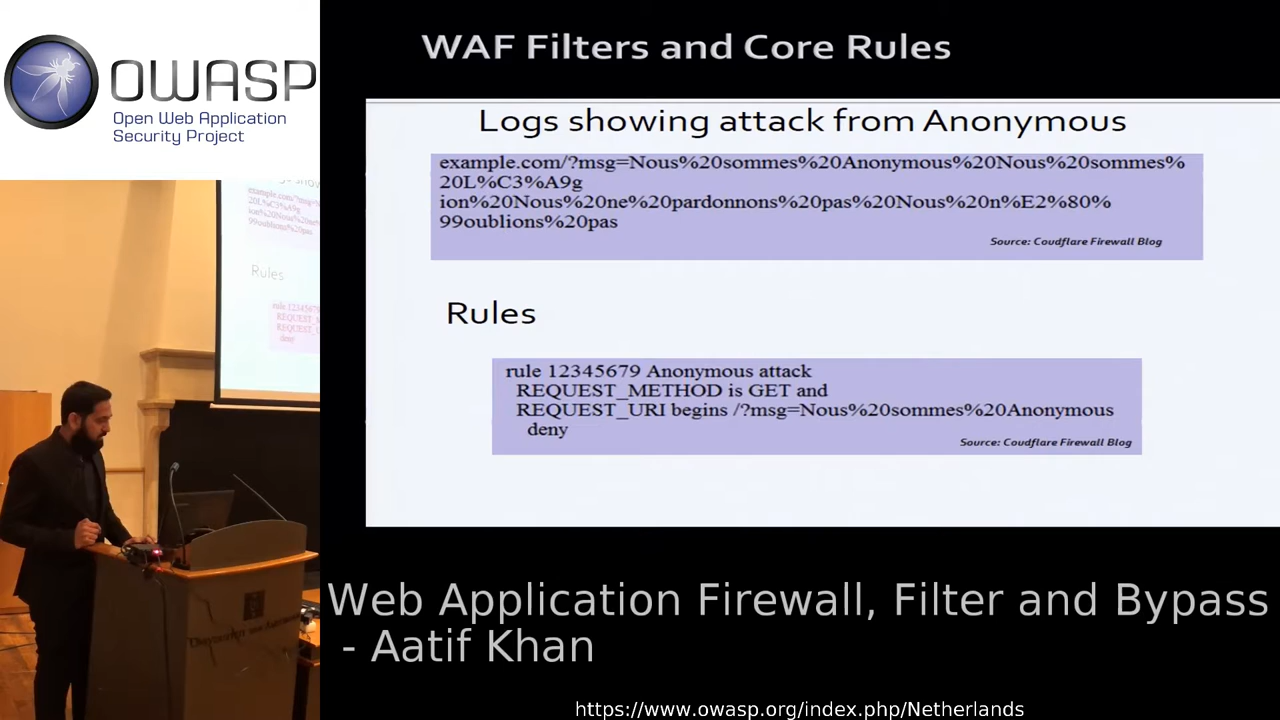 OWASP
Open Web Application
Security Project
WAF Filters and Core Rules
Logs showing attack from Anonymous
example.com/?msg=Nous%20sommes%20Anonymous%20Nous%20sommes%
20L%C3%A9g
ion%20Nous%20ne%20pardonnons%20pas%20Nous%20n%E2%80%
99oublions%20pas
Source: Coudflare Firewall Blog
Rules
rule 12345679 Anonymous attack
REQUEST_METHOD is GET and
REQUEST_URI begins /?msg=Nous%20sommes%20Anonymous
deny
Source: Coudflare Firewall Blog
Rules
Web Application Firewall, Filter and Bypass
- Aatif Khan
https://www.owasp.org/index.php/Netherlands